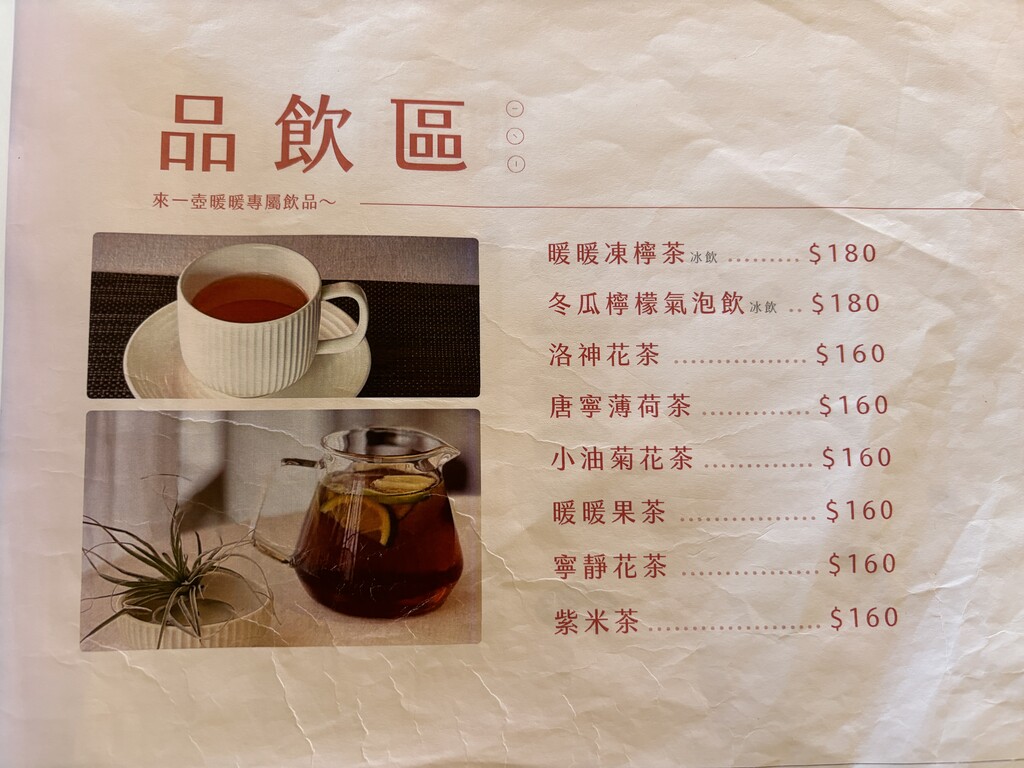 品飲區
來一壺暖暖專屬飲品～
暖暖凍檸茶冰飲 ......... $180
冬瓜檸檬氣泡飲冰飲 .. $180
洛神花茶 ................ $160
唐寧薄荷茶 ............. $160
小油菊花茶 ............. $160
暖暖果茶 ................ $160
寧靜花茶 ................. $160
紫米茶 ..................... $160